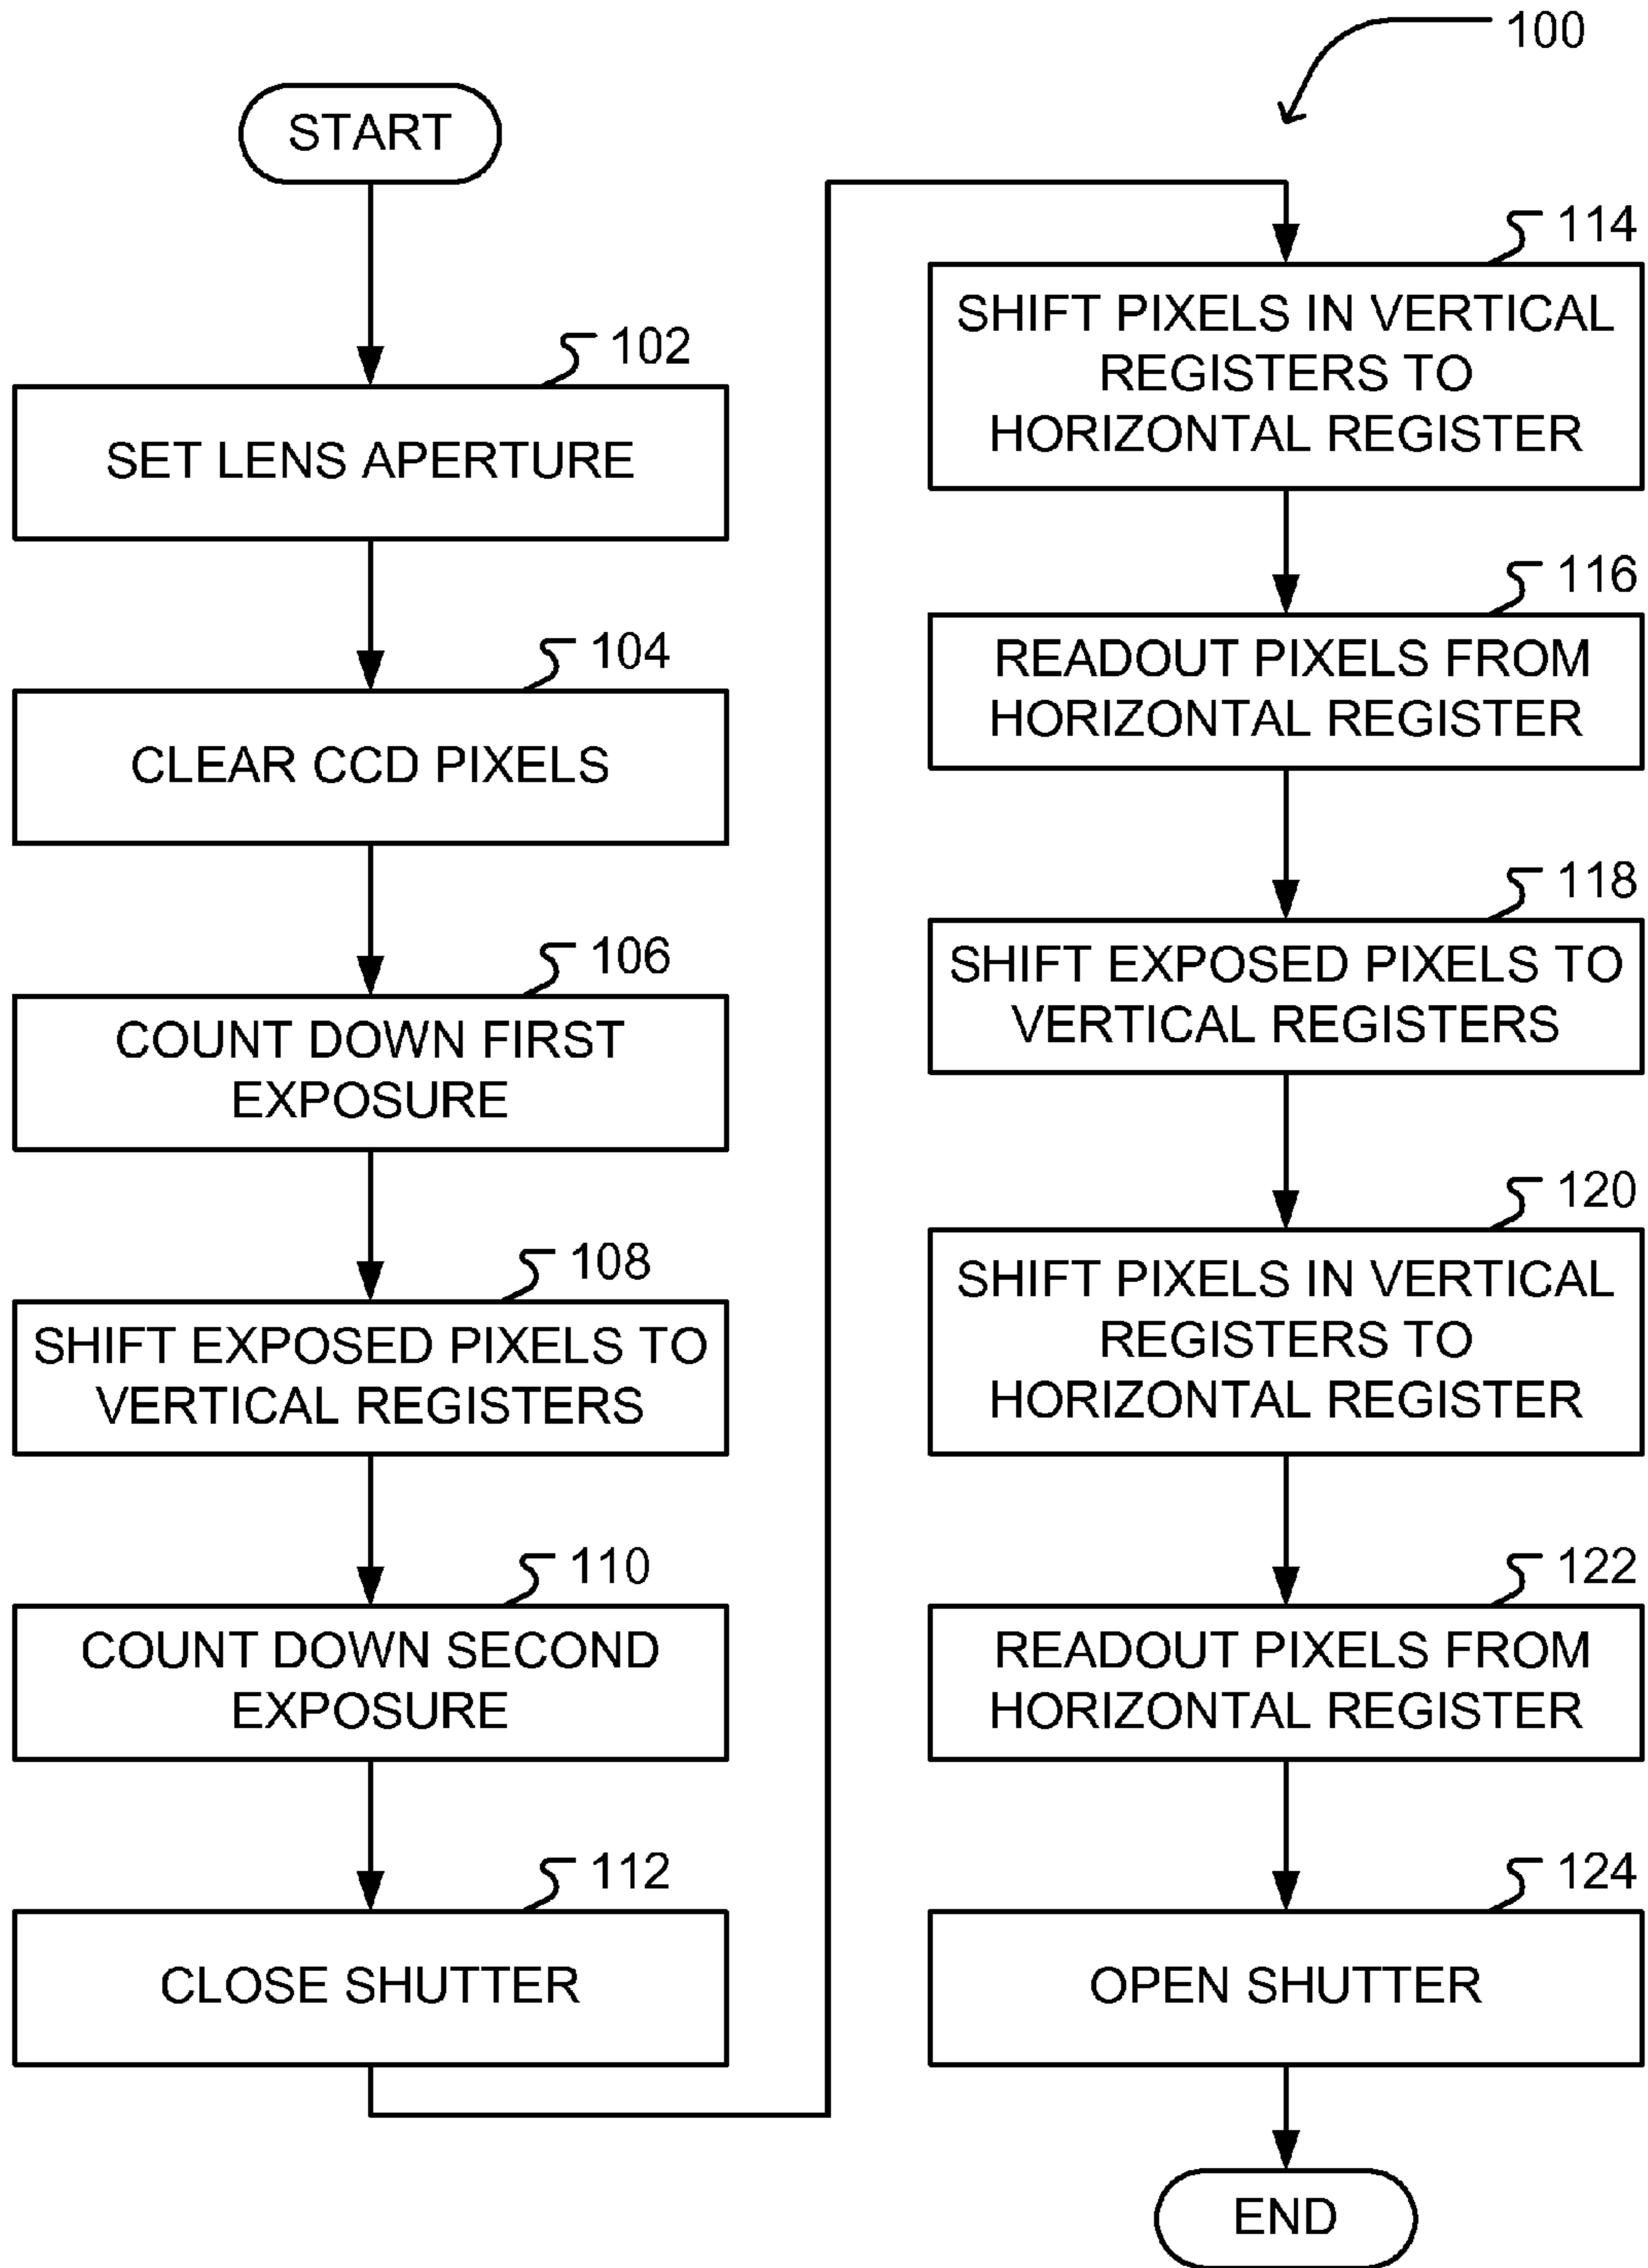 100
START
102
SET LENS APERTURE
104
CLEAR CCD PIXELS
106
COUNT DOWN FIRST
EXPOSURE
108
SHIFT EXPOSED PIXELS TO
VERTICAL REGISTERS
110
COUNT DOWN SECOND
EXPOSURE
112
CLOSE SHUTTER
114
SHIFT PIXELS IN VERTICAL
REGISTERS TO
HORIZONTAL REGISTER
116
READOUT PIXELS FROM
HORIZONTAL REGISTER
118
SHIFT EXPOSED PIXELS TO
VERTICAL REGISTERS
120
SHIFT PIXELS IN VERTICAL
REGISTERS TO
HORIZONTAL REGISTER
122
READOUT PIXELS FROM
HORIZONTAL REGISTER
124
OPEN SHUTTER
END